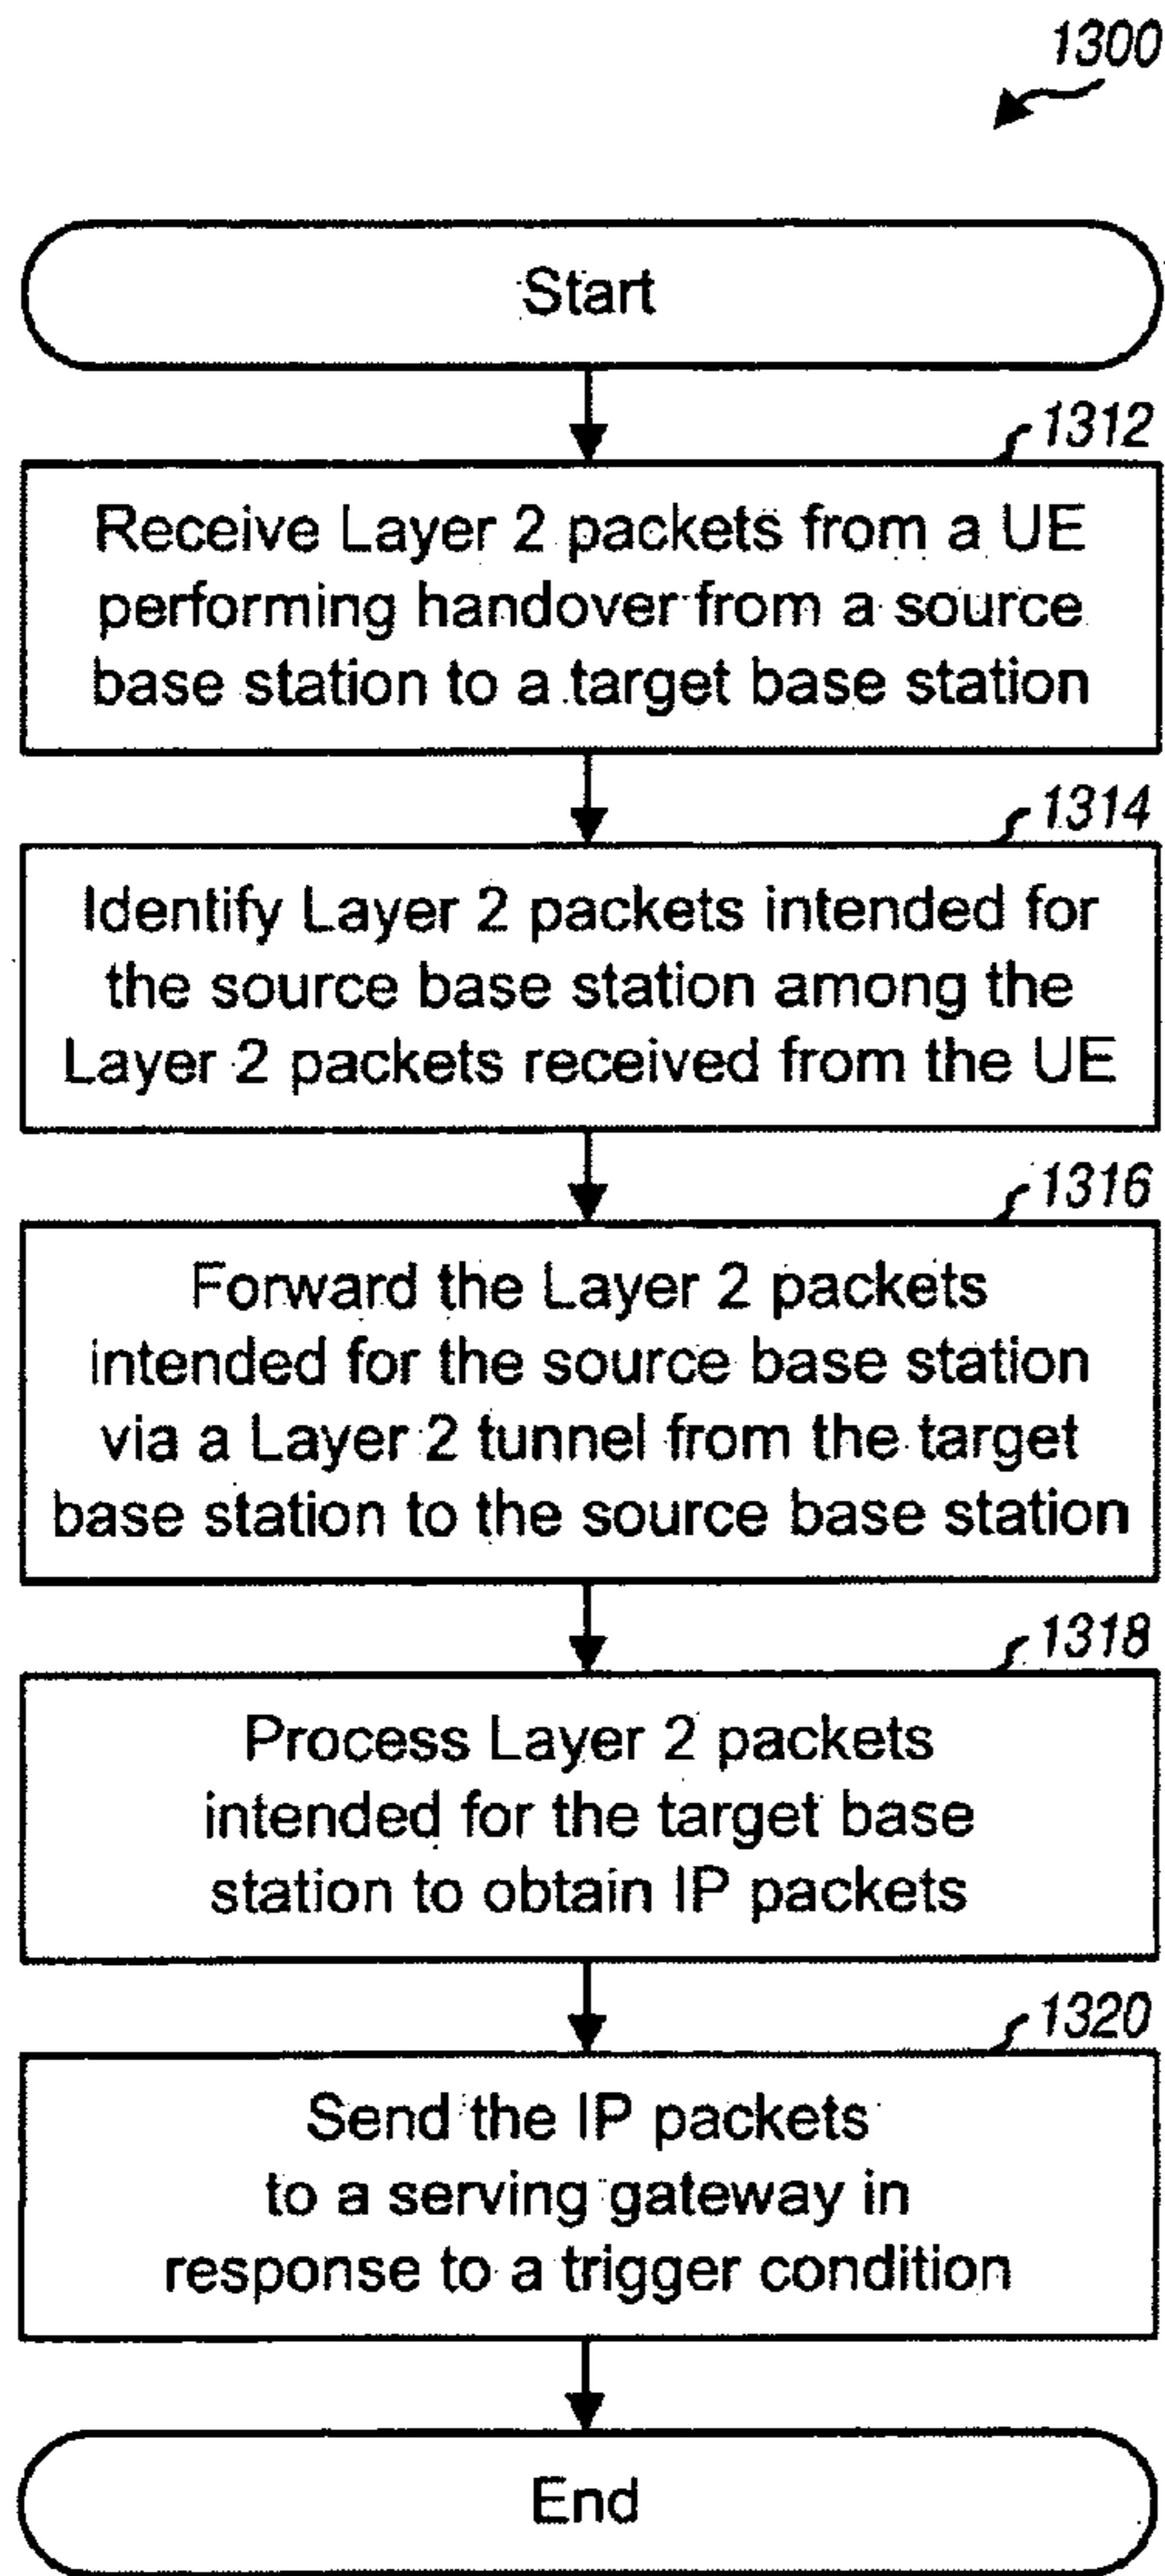 1300
Start
1312
Receive Layer 2 packets from a UE
performing handover from a source
base station to a target base station
1314
Identify Layer 2 packets intended for
the source base station among the
Layer 2 packets received from the UE
1316
Forward the Layer 2 packets
intended for the source base station
via a Layer 2 tunnel from the target
base station to the source base station
1318
Process Layer 2 packets
intended for the target base
station to obtain IP packets
1320
Send the IP packets
to a serving gateway in
response to a trigger condition
End